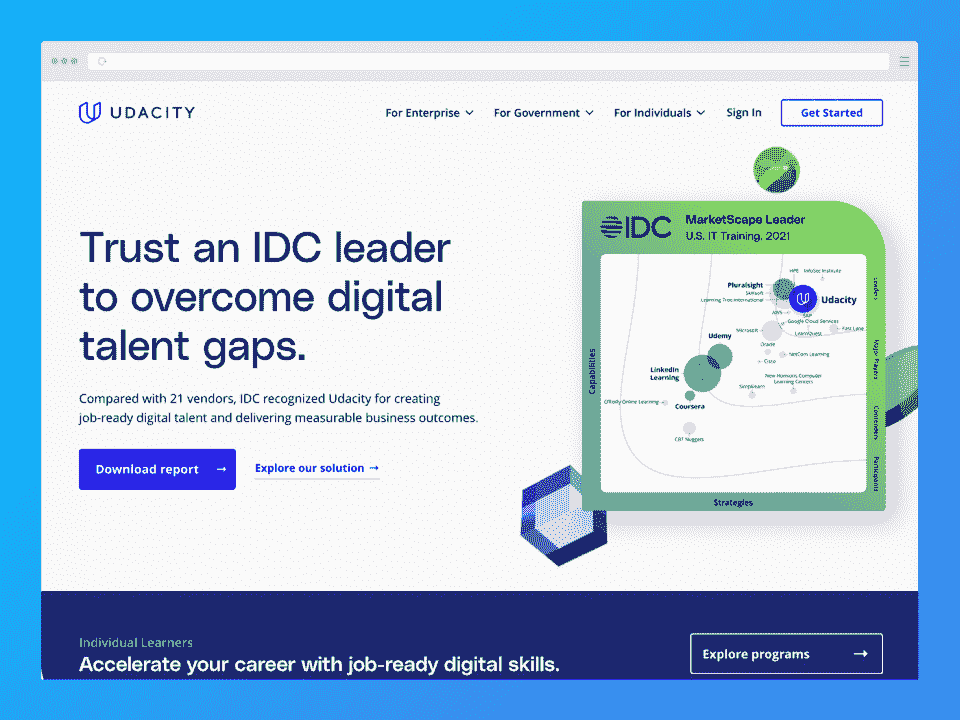 UDACITY
For Enterprise
For Government
For Individuals
Sign In
Get Started
Trust an IDC leader
to overcome digital
talent gaps.
Compared with 21 vendors, IDC recognized Udacity for creating
job-ready digital talent and delivering measurable business outcomes.
Download report →
Explore our solution →
IDC
MarketScape Leader
U.S. IT Training, 2021
HPE
InfoSec Institute
Pluralsight
Skillsoft
Learning Tree International
Udacity
AWS
SAP
Google Cloud Services
Microsoft
LearnQuest
Fast Lane
Udemy
Oracle
NetCom Learning
Cisco
LinkedIn
Learning
New Horizons Computer
Learning Centers
Simplilearn
O'Reilly Online Learning
Coursera
CBT Nuggets
Capabilities
Strategies
Leaders
Major Players
Contenders
Participants
Individual Learners
Accelerate your career with job-ready digital skills.
Explore programs →